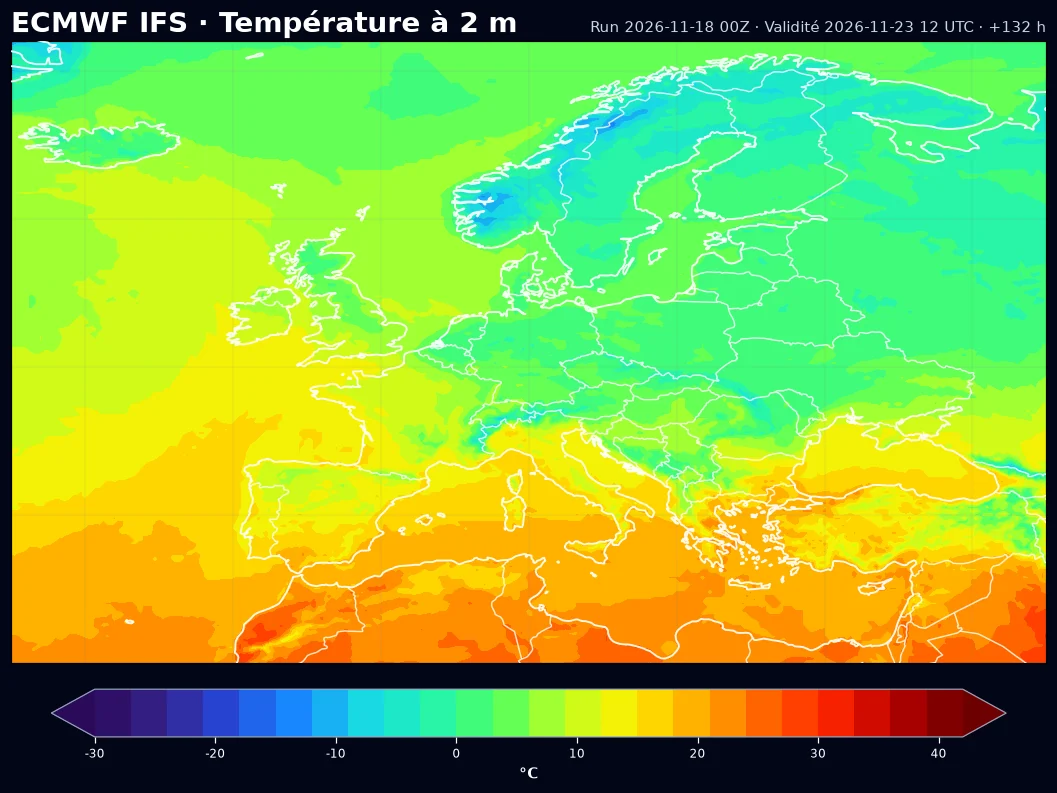 ECMWF IFS · Température à 2 m
Run 2026-11-18 00Z · Validité 2026-11-23 12 UTC · +132 h
-30 -20 -10 0 10 20 30 40
°C